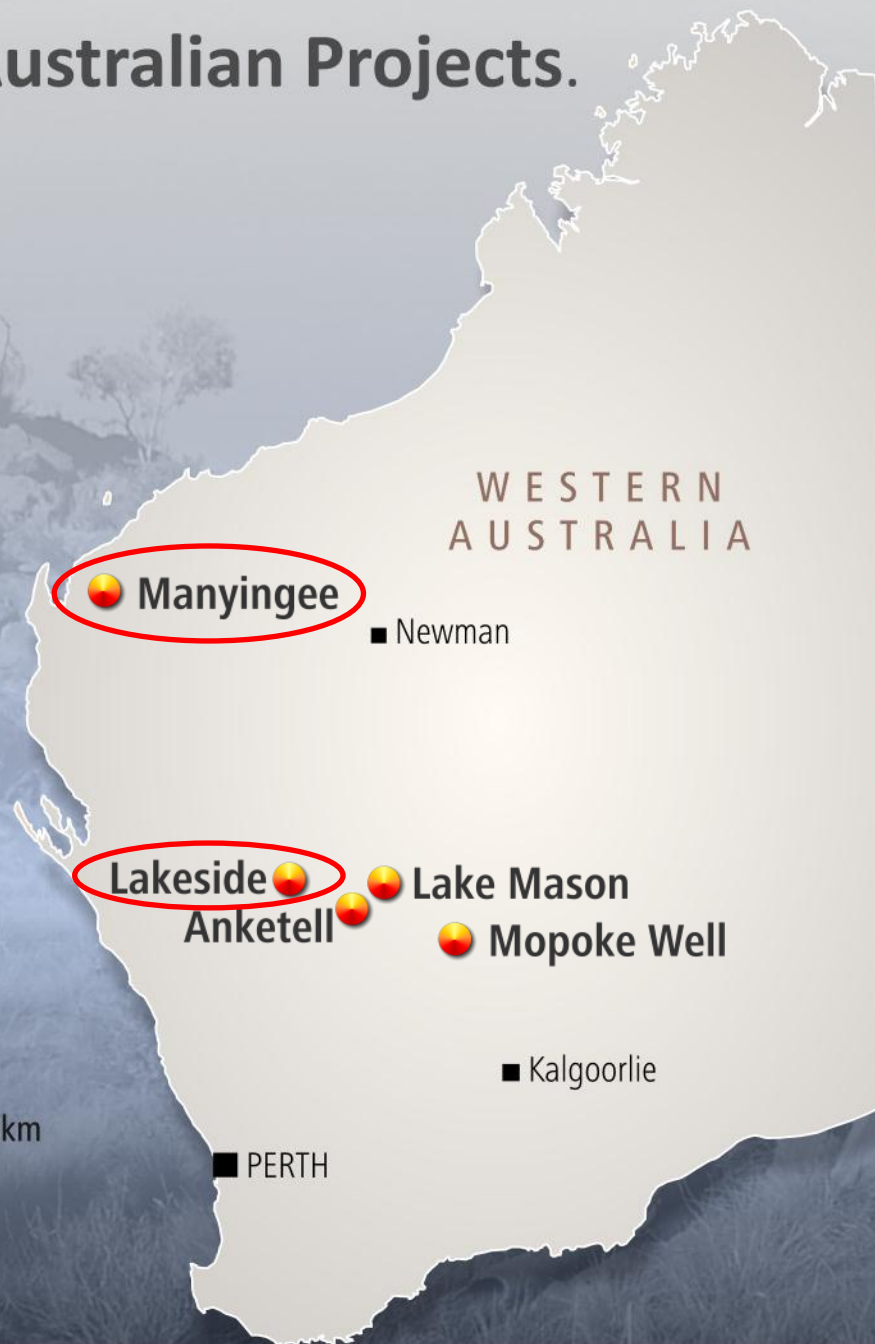 ustralian Projects.
WESTERN
AUSTRALIA
Manyingee
Newman
Lakeside
Lake Mason
Anketell
Mopoke Well
Kalgoorlie
km
PERTH